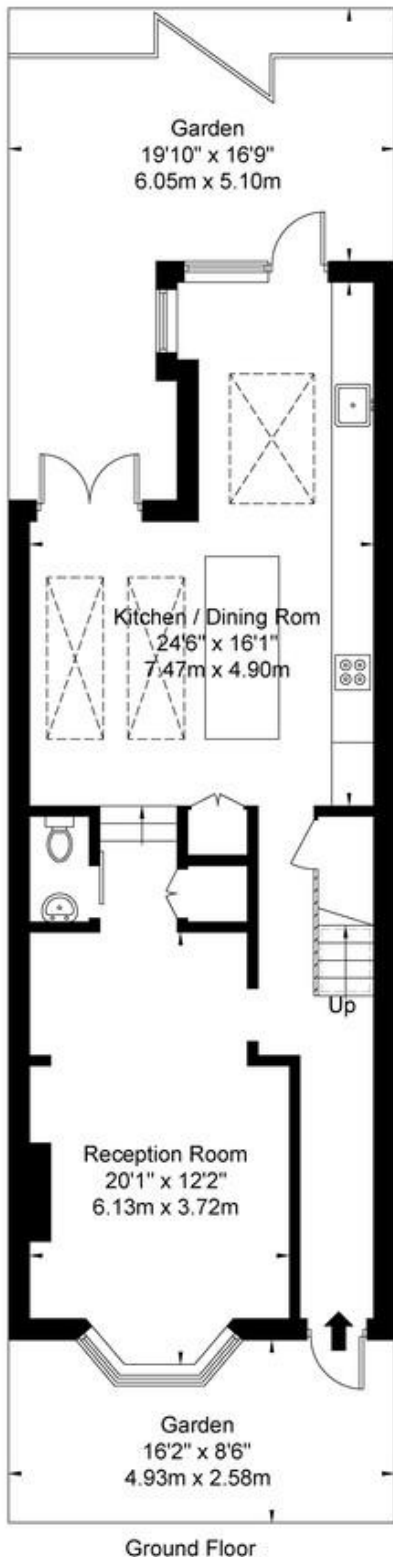 Garden
19'10" x 16'9"
6.05m x 5.10m
Kitchen / Dining Rom
24'6" x 16'1"
7.47m x 4.90m
Up
Reception Room
20'1" x 12'2"
6.13m x 3.72m
Garden
16'2" x 8'6"
4.93m x 2.58m
Ground Floor